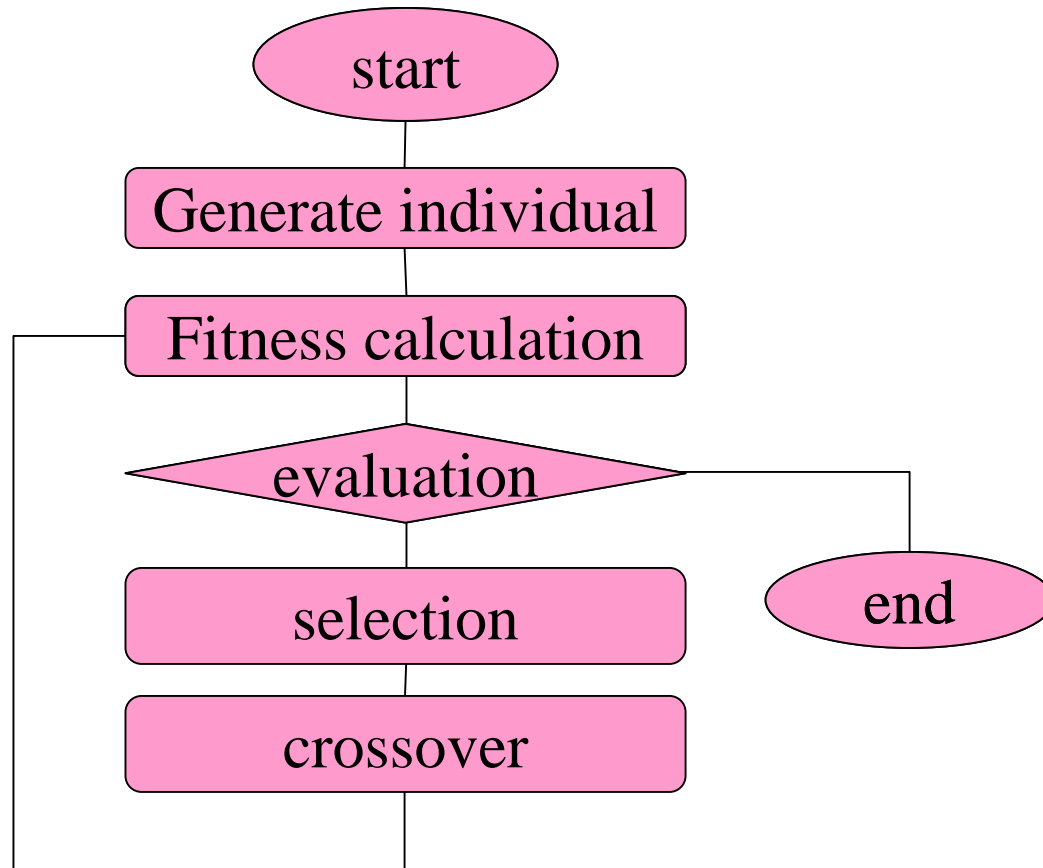 start
Generate individual
Fitness calculation
evaluation
selection
end
crossover